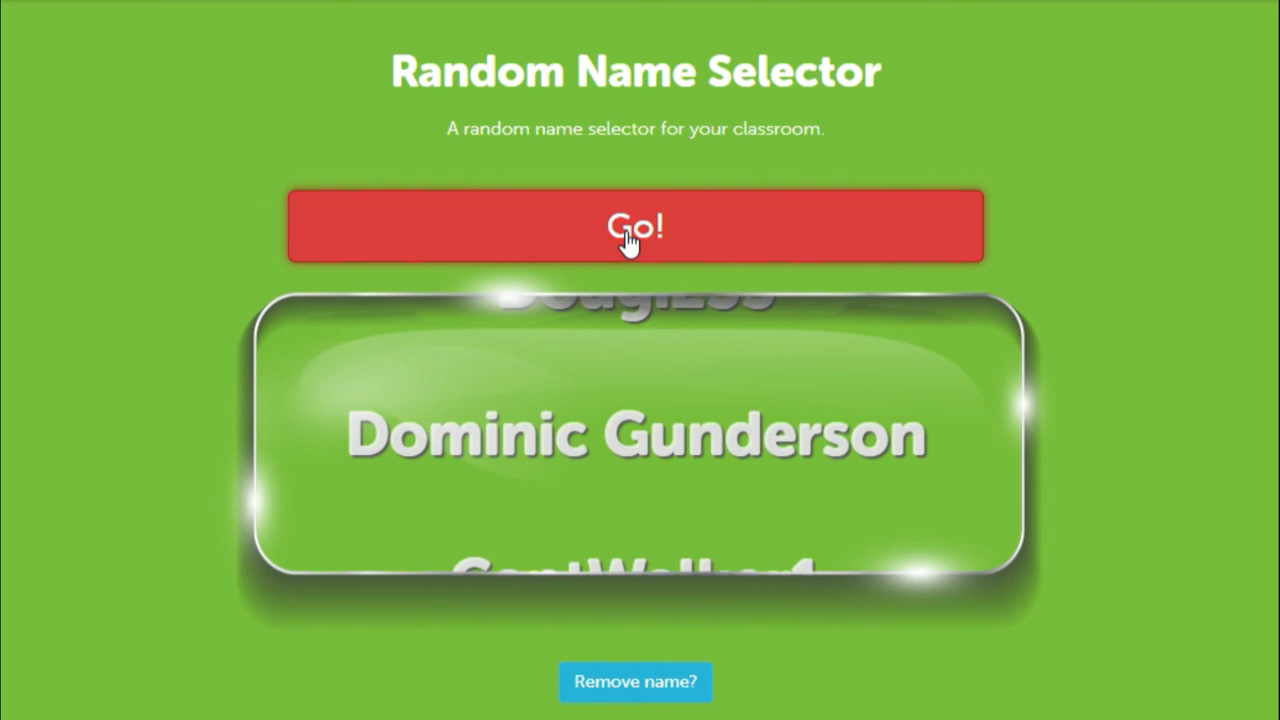 Random Name Selector
A random name selector for your classroom.
Go!
Dominic Gunderson
Remove name?